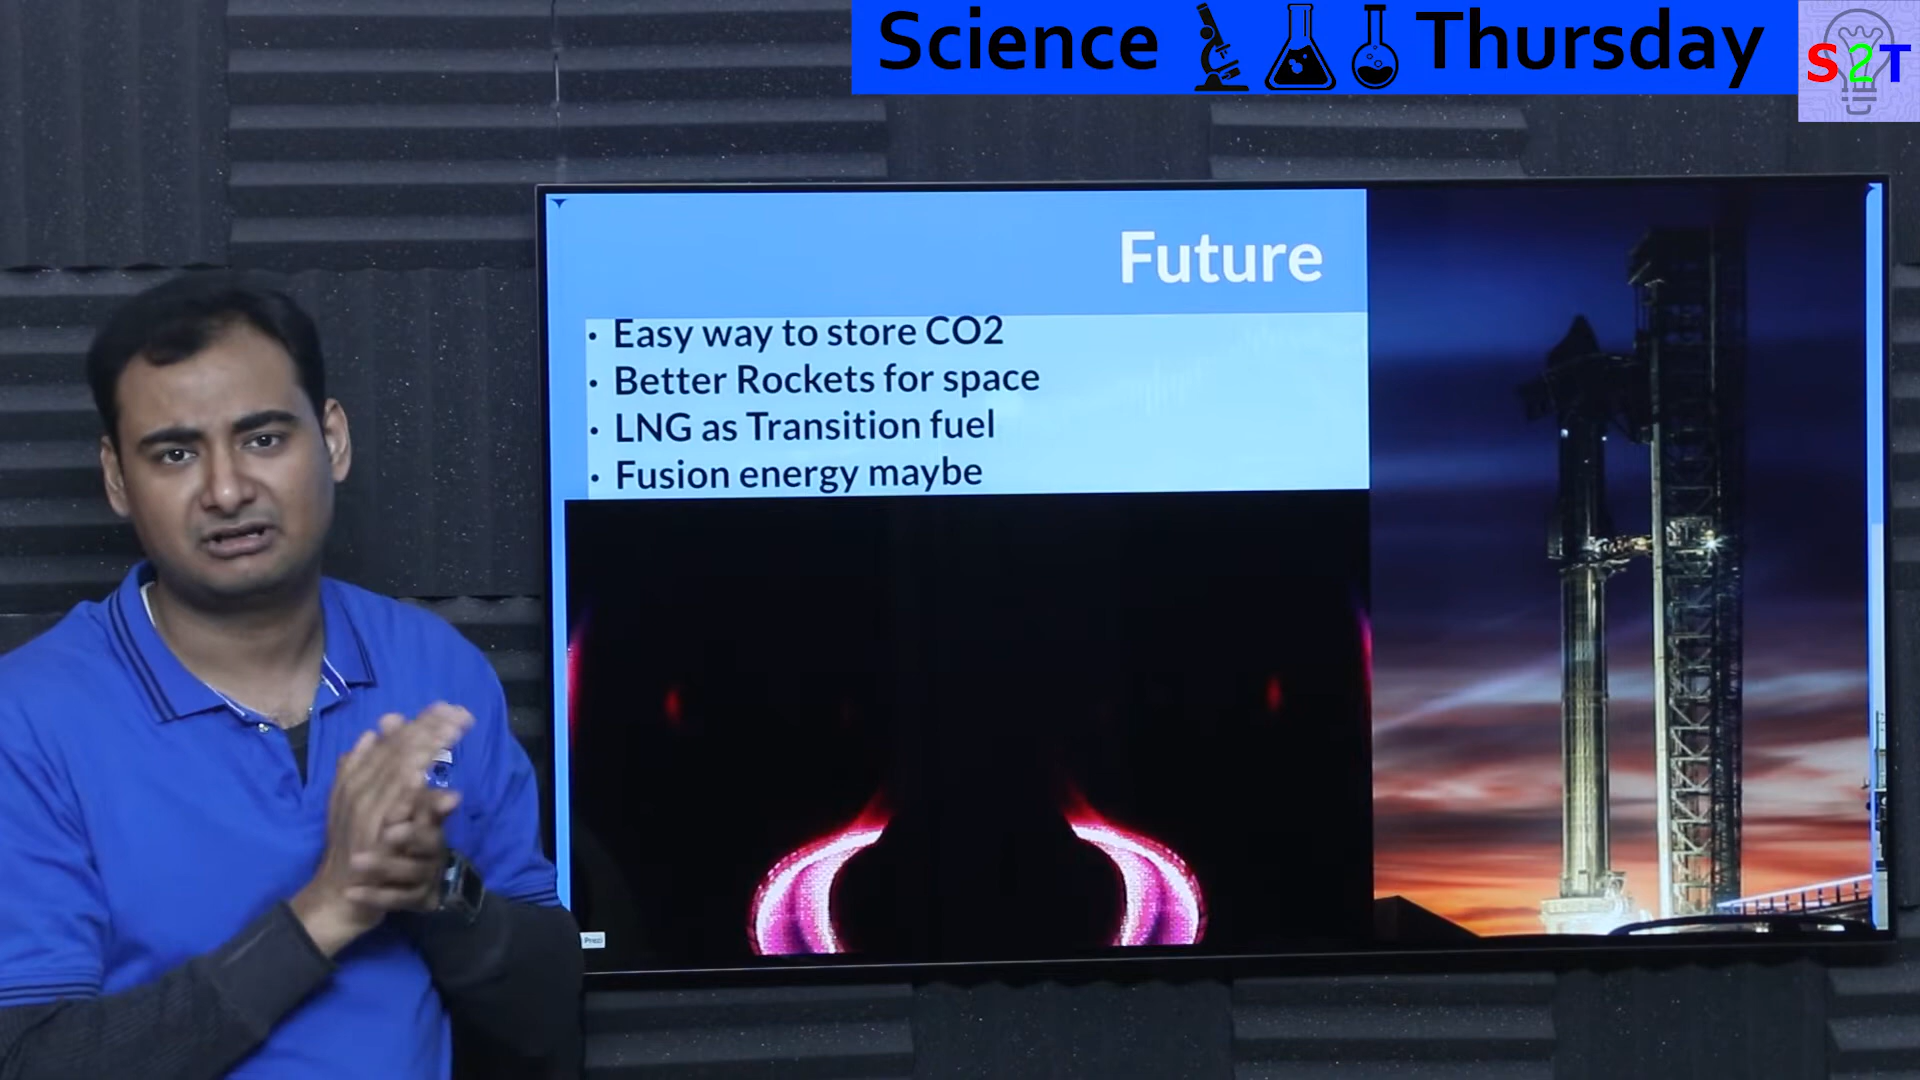 Science Thursday
S2T
Future
• Easy way to store CO2
• Better Rockets for space
• LNG as Transition fuel
• Fusion energy maybe
Prezi